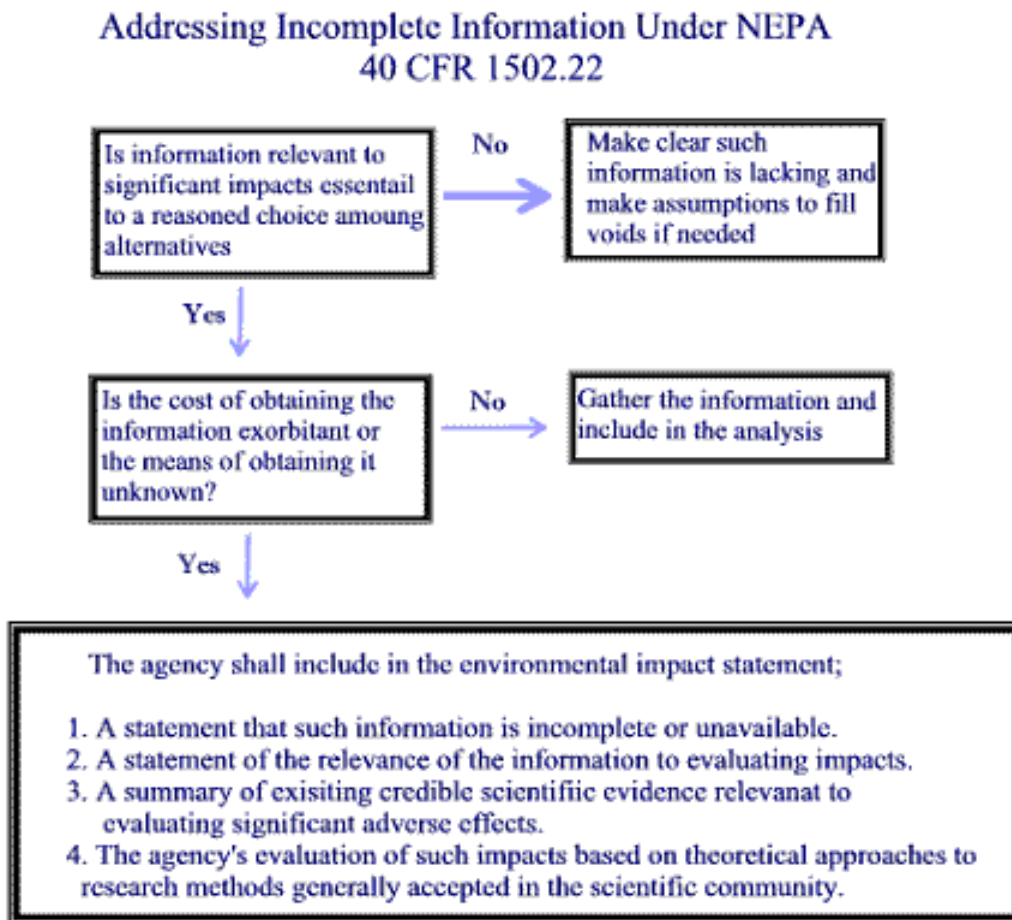 Addressing Incomplete Information Under NEPA
40 CFR 1502.22
Is information relevant to
significant impacts essentail
to a reasoned choice amoung
alternatives
No
Make clear such
information is lacking and
make assumptions to fill
voids if needed
Yes
Is the cost of obtaining the
information exorbitant or
the means of obtaining it
unknown?
No
Gather the information and
include in the analysis
Yes
The agency shall include in the environmental impact statement;
1. A statement that such information is incomplete or unavailable.
2. A statement of the relevance of the information to evaluating impacts.
3. A summary of exisiting credible scientifiic evidence relevanat to
evaluating significant adverse effects.
4. The agency's evaluation of such impacts based on theoretical approaches to
research methods generally accepted in the scientific community.